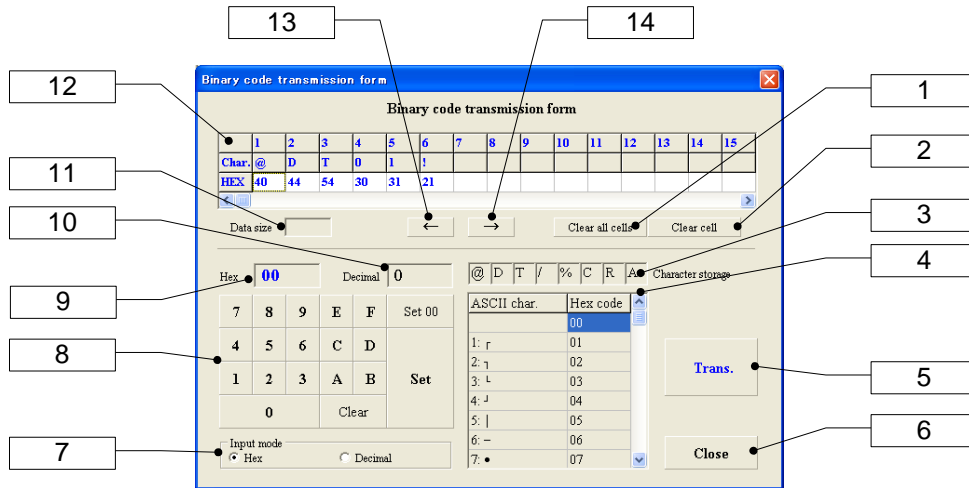 13 14
12 1
Binary code transmission form
Binary code transmission form
1 2 3 4 5 6 7 8 9 10 11 12 13 14 15
Char. @ D T 0 1 !
HEX 40 44 54 30 31 21
2
11
Data size ← → Clear all cells Clear cell
10 3
Hex 00 Decimal 0 @ D T / % C R A Character storage
4
9
ASCII char. Hex code
7 8 9 E F Set 00
00
8
4 5 6 C D
1: ┌ 01
2: ┐ 02
1 2 3 A B Set
3: └ 03
Trans.
5
4: ┘ 04
0 Clear
5: │ 05
6: ─ 06
6
7
Input mode
Hex Decimal
7: • 07
Close